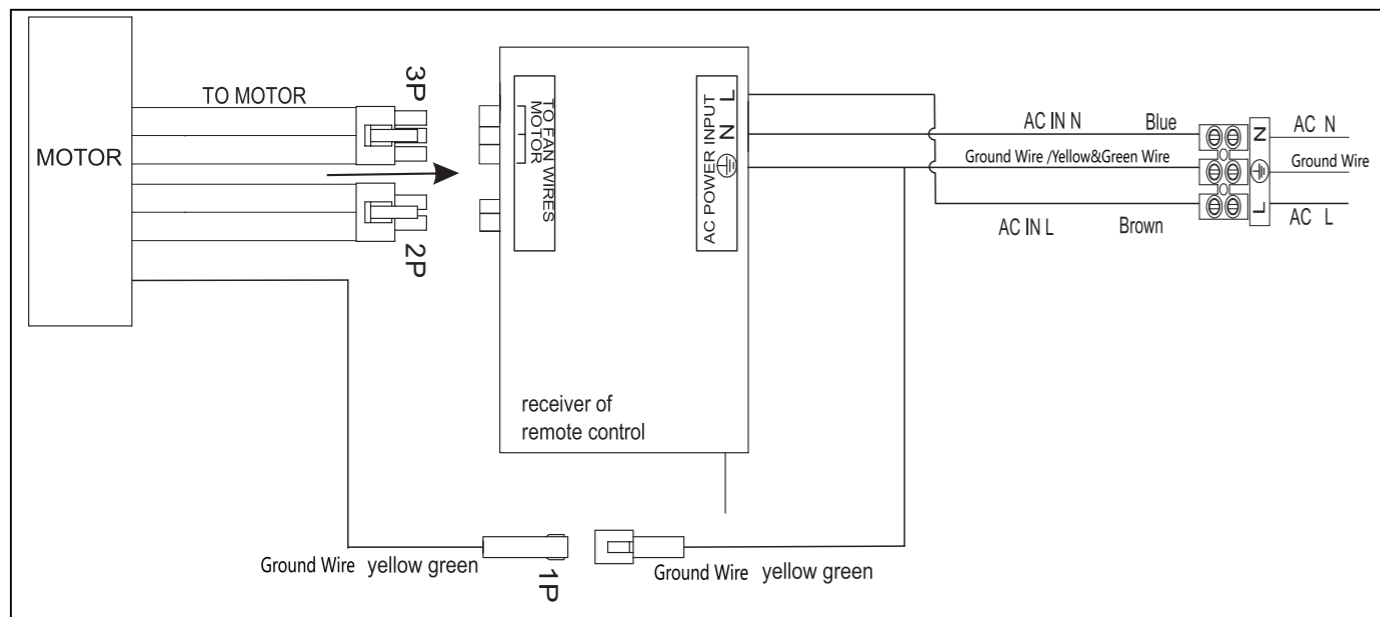 MOTOR
TO MOTOR
3P
2P
TO FAN WIRES
MOTOR
AC POWER INPUT
L
N
receiver of
remote control
AC IN N
Blue
Ground Wire /Yellow&Green Wire
AC IN L
Brown
N
L
AC N
Ground Wire
AC L
Ground Wire yellow green
1P
Ground Wire yellow green